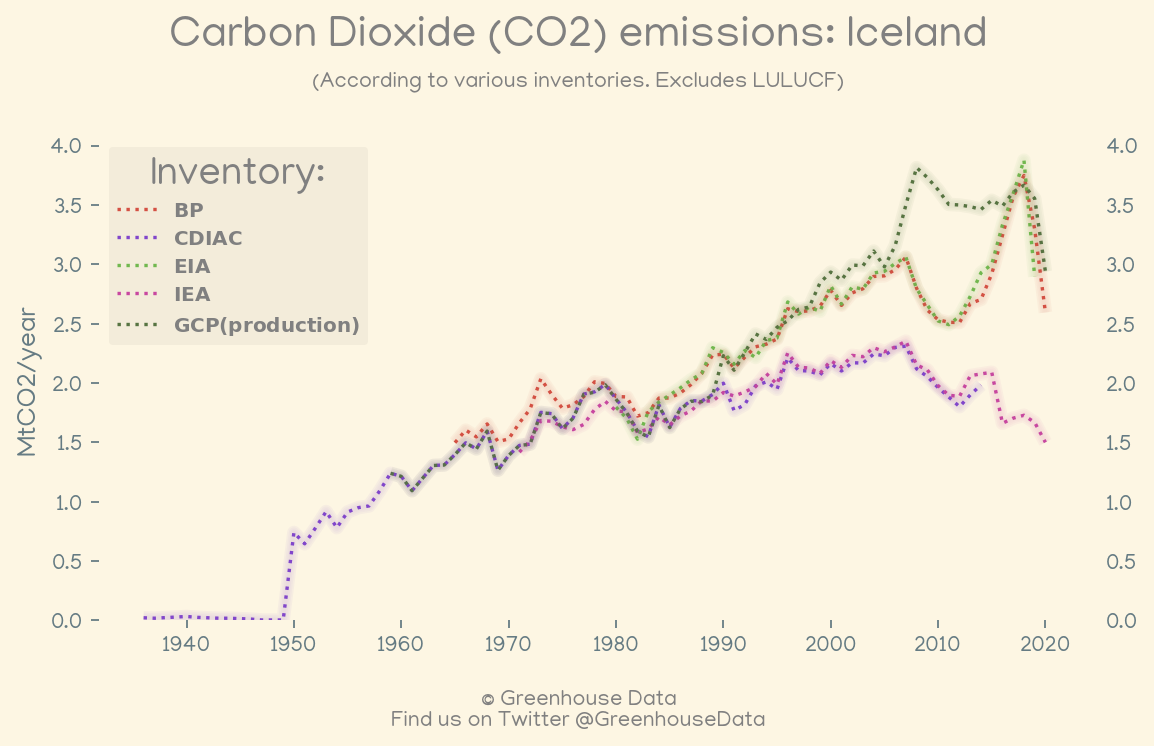 Carbon Dioxide (CO2) emissions: Iceland
(According to various inventories. Excludes LULUCF)
4.0
3.5
3.0
2.5
2.0
1.5
1.0
0.5
0.0
MtCO2/year
Inventory:
BP
CDIAC
EIA
IEA
GCP(production)
4.0
3.5
3.0
2.5
2.0
1.5
1.0
0.5
0.0
1940 1950 1960 1970 1980 1990 2000 2010 2020
© Greenhouse Data
Find us on Twitter @GreenhouseData